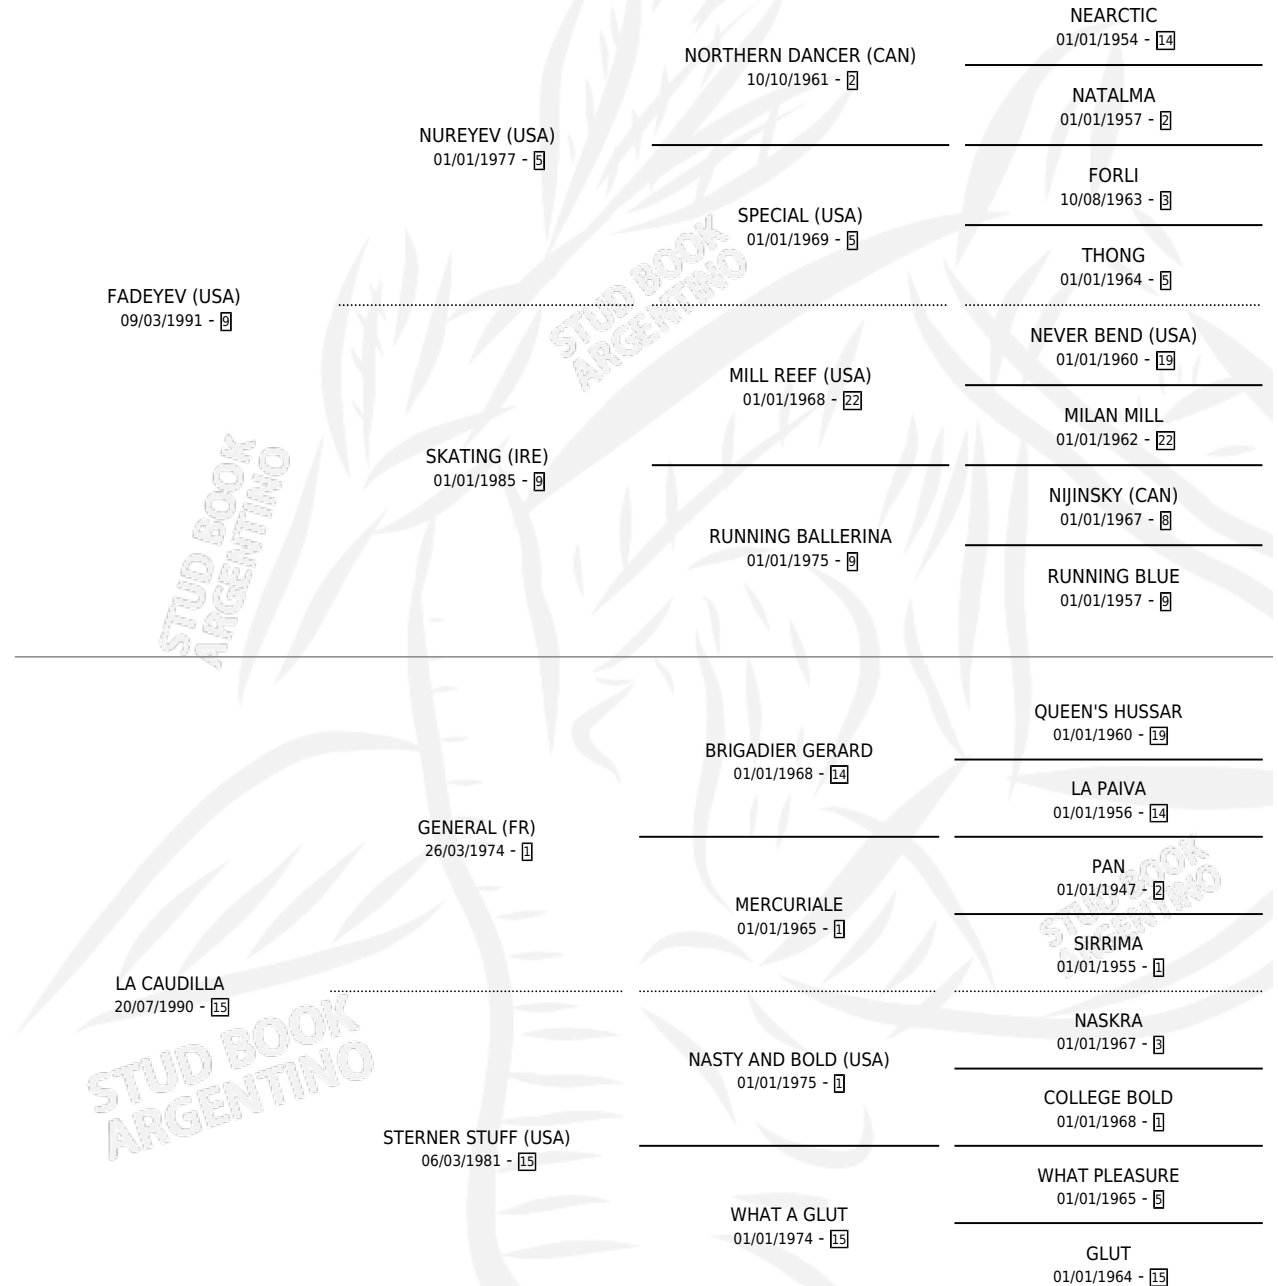 NEARCTIC
01/01/1954 - 14
NORTHERN DANCER (CAN)
10/10/1961 - 2
NATALMA
01/01/1957 - 2
NUREYEV (USA)
01/01/1977 - 5
FORLI
10/08/1963 - 3
SPECIAL (USA)
01/01/1969 - 5
THONG
01/01/1964 - 5
FADEYEV (USA)
09/03/1991 - 9
NEVER BEND (USA)
01/01/1960 - 19
MILL REEF (USA)
01/01/1968 - 22
MILAN MILL
01/01/1962 - 22
SKATING (IRE)
01/01/1985 - 9
NIJINSKY (CAN)
01/01/1967 - 8
RUNNING BALLERINA
01/01/1975 - 9
RUNNING BLUE
01/01/1957 - 9
QUEEN'S HUSSAR
01/01/1960 - 19
BRIGADIER GERARD
01/01/1968 - 14
LA PAIVA
01/01/1956 - 14
GENERAL (FR)
26/03/1974 - 1
PAN
01/01/1947 - 2
MERCURIALE
01/01/1965 - 1
SIRRIMA
01/01/1955 - 1
LA CAUDILLA
20/07/1990 - 15
NASKRA
01/01/1967 - 3
NASTY AND BOLD (USA)
01/01/1975 - 1
COLLEGE BOLD
01/01/1968 - 1
STERNER STUFF (USA)
06/03/1981 - 15
WHAT PLEASURE
01/01/1965 - 5
WHAT A GLUT
01/01/1974 - 15
GLUT
01/01/1964 - 15
STUD BOOK
ARGENTINO
STUD BOOK
ARGENTINO
STUD BOOK
ARGENTINO
STUD BOOK
ARGENTINO